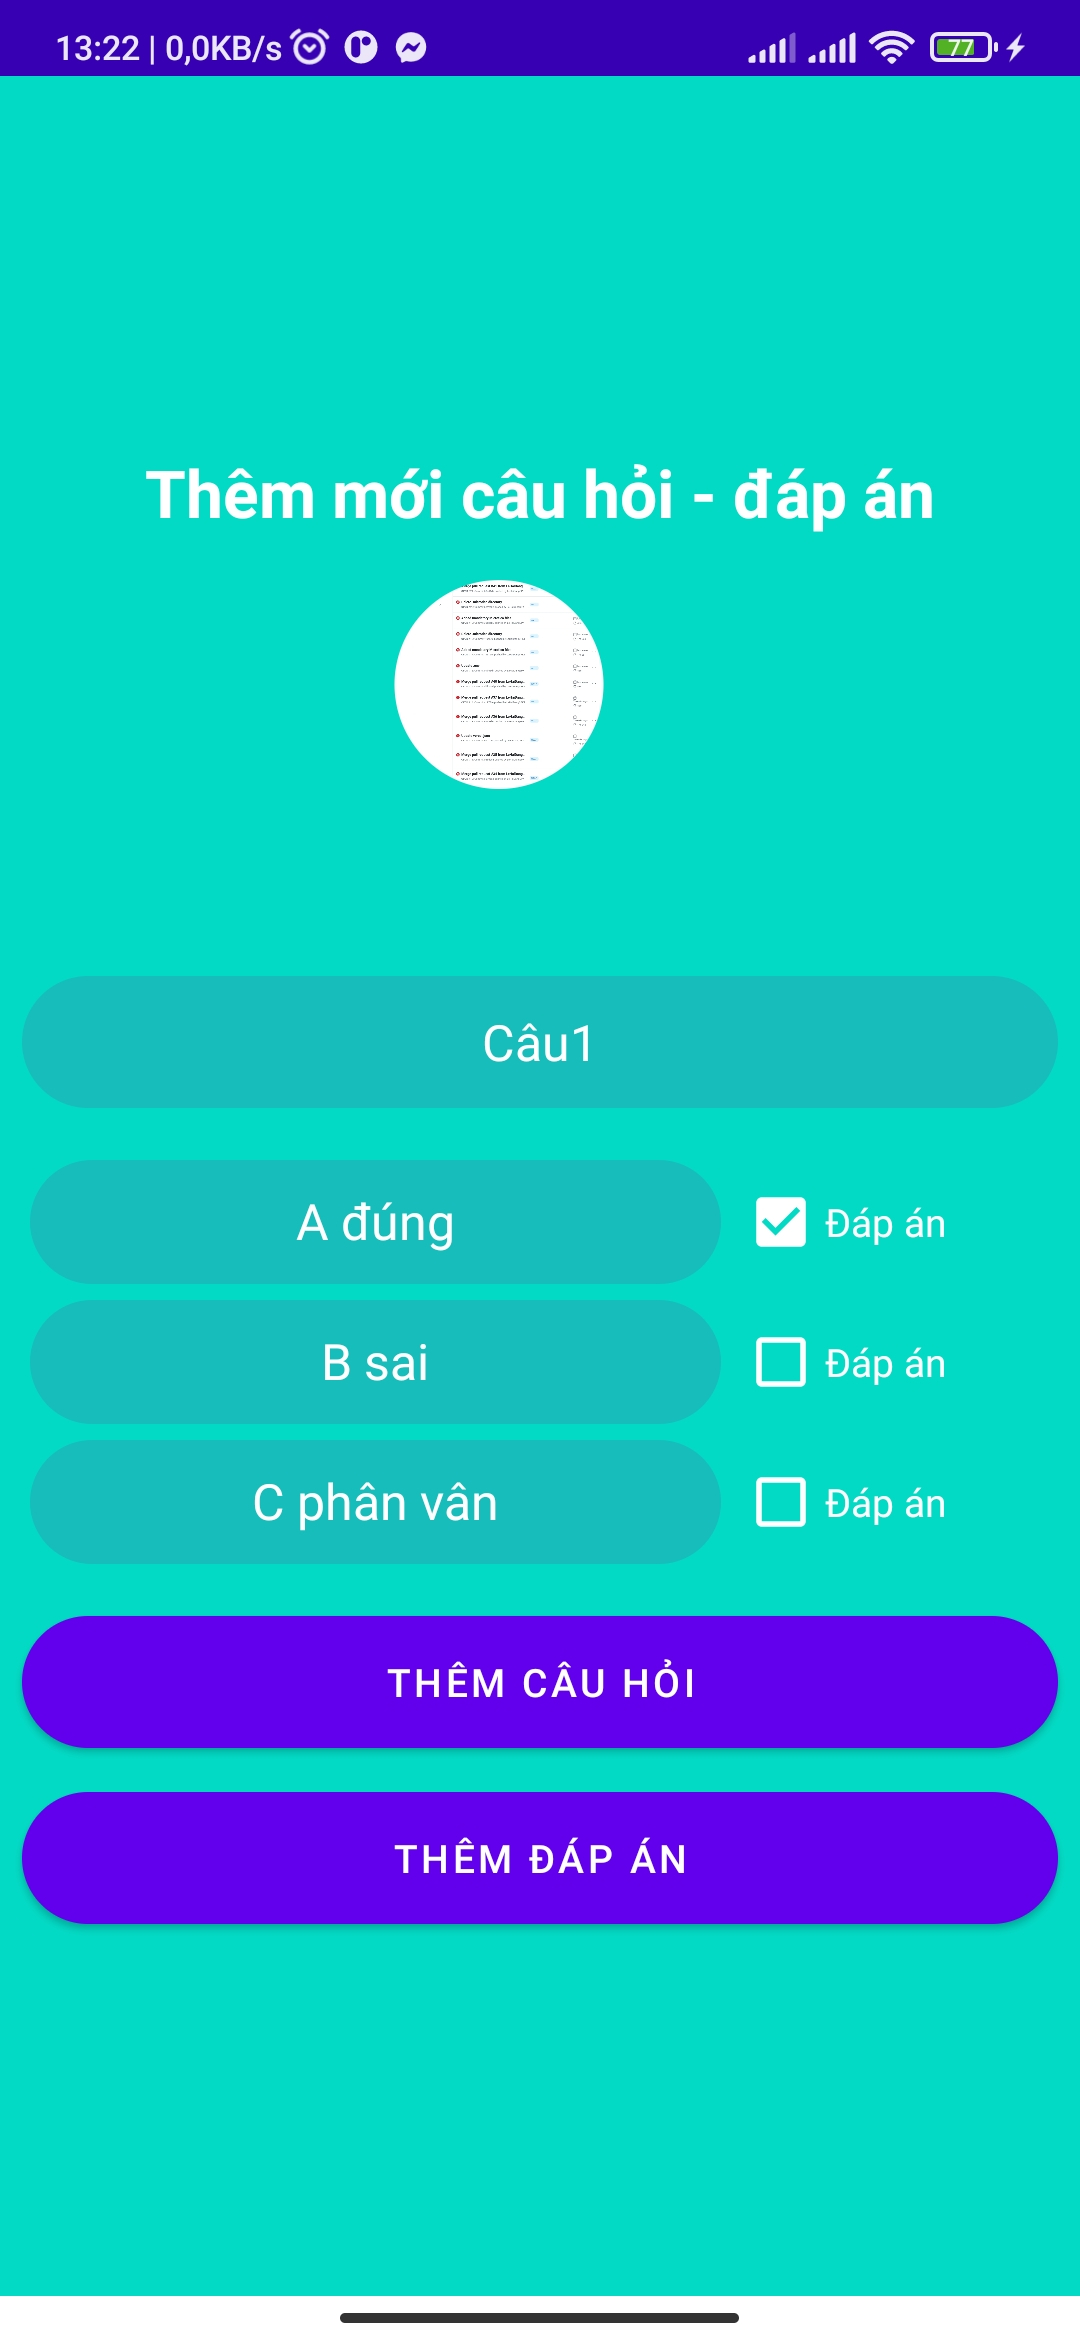 13:22 | 0,0KB/s
77
Thêm mới câu hỏi - đáp án
Câu1
A đúng
Đáp án
B sai
Đáp án
C phân vân
Đáp án
THÊM CÂU HỎI
THÊM ĐÁP ÁN